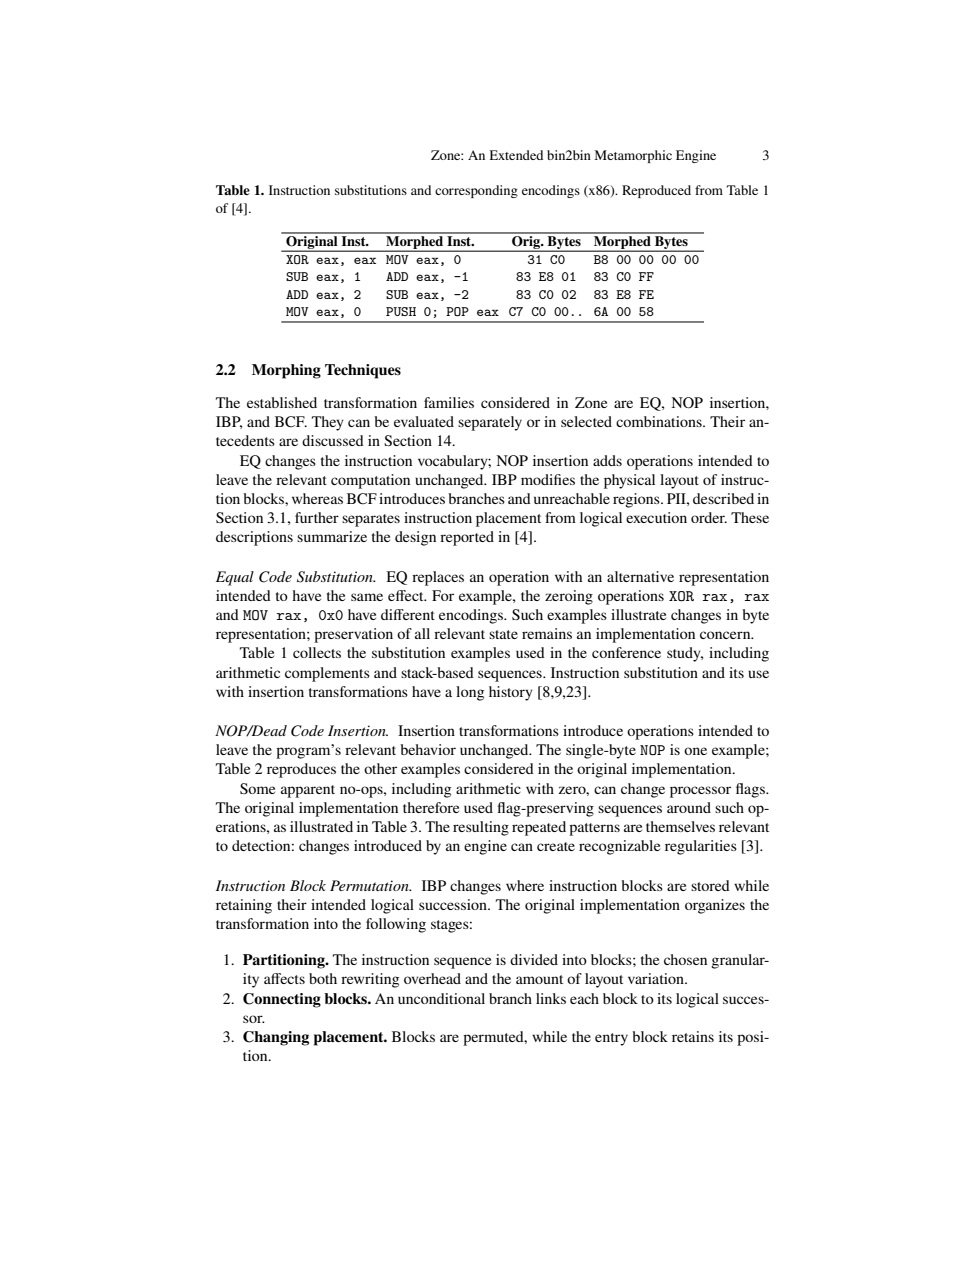 Zone: An Extended bin2bin Metamorphic Engine 3
Table 1. Instruction substitutions and corresponding encodings (x86). Reproduced from Table 1
of [4].
Original Inst. Morphed Inst. Orig. Bytes Morphed Bytes
XOR eax, eax MOV eax, 0 31 C0 B8 00 00 00 00
SUB eax, 1 ADD eax, -1 83 E8 01 83 C0 FF
ADD eax, 2 SUB eax, -2 83 C0 02 83 E8 FE
MOV eax, 0 PUSH 0; POP eax C7 C0 00.. 6A 00 58
2.2 Morphing Techniques
The established transformation families considered in Zone are EQ, NOP insertion,
IBP, and BCF. They can be evaluated separately or in selected combinations. Their an-
tecedents are discussed in Section 14.
EQ changes the instruction vocabulary; NOP insertion adds operations intended to
leave the relevant computation unchanged. IBP modifies the physical layout of instruc-
tion blocks, whereas BCF introduces branches and unreachable regions. PII, described in
Section 3.1, further separates instruction placement from logical execution order. These
descriptions summarize the design reported in [4].
Equal Code Substitution. EQ replaces an operation with an alternative representation
intended to have the same effect. For example, the zeroing operations XOR rax, rax
and MOV rax, 0x0 have different encodings. Such examples illustrate changes in byte
representation; preservation of all relevant state remains an implementation concern.
Table 1 collects the substitution examples used in the conference study, including
arithmetic complements and stack-based sequences. Instruction substitution and its use
with insertion transformations have a long history [8,9,23].
NOP/Dead Code Insertion. Insertion transformations introduce operations intended to
leave the program's relevant behavior unchanged. The single-byte NOP is one example;
Table 2 reproduces the other examples considered in the original implementation.
Some apparent no-ops, including arithmetic with zero, can change processor flags.
The original implementation therefore used flag-preserving sequences around such op-
erations, as illustrated in Table 3. The resulting repeated patterns are themselves relevant
to detection: changes introduced by an engine can create recognizable regularities [3].
Instruction Block Permutation. IBP changes where instruction blocks are stored while
retaining their intended logical succession. The original implementation organizes the
transformation into the following stages:
1. Partitioning. The instruction sequence is divided into blocks; the chosen granular-
ity affects both rewriting overhead and the amount of layout variation.
2. Connecting blocks. An unconditional branch links each block to its logical succes-
sor.
3. Changing placement. Blocks are permuted, while the entry block retains its posi-
tion.